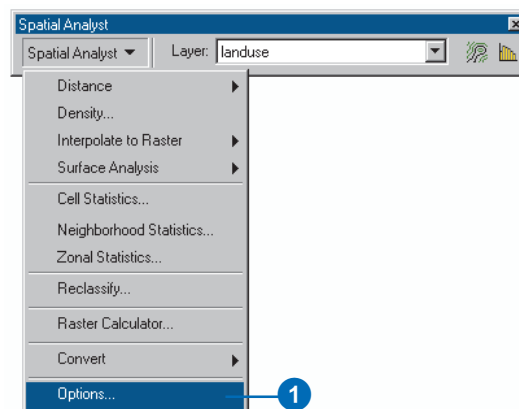 Spatial Analyst
Spatial Analyst Layer: landuse
Distance
Density...
Interpolate to Raster
Surface Analysis
Cell Statistics...
Neighborhood Statistics...
Zonal Statistics...
Reclassify...
Raster Calculator...
Convert
Options... 1